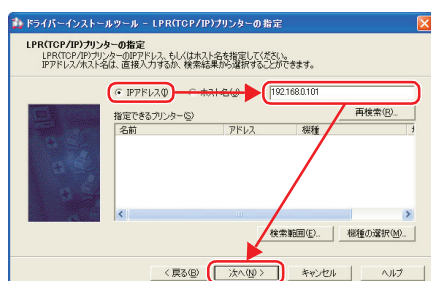 ドライバーインストールツール - LPR(TCP/IP)プリンターの指定
LPR(TCP/IP)プリンターの指定
LPR(TCP/IP)プリンターのIPアドレス、もしくはホスト名を指定してください。
IPアドレス/ホスト名は、直接入力するか、検索結果から選択することができます。
IPアドレス(I) ホスト名 192.168.0.101
指定できるプリンター(S) 再検索(R)...
名前 アドレス 機種
検索範囲(E)... 機種の選択(M)...
< 戻る(B) 次へ(N) > キャンセル ヘルプ